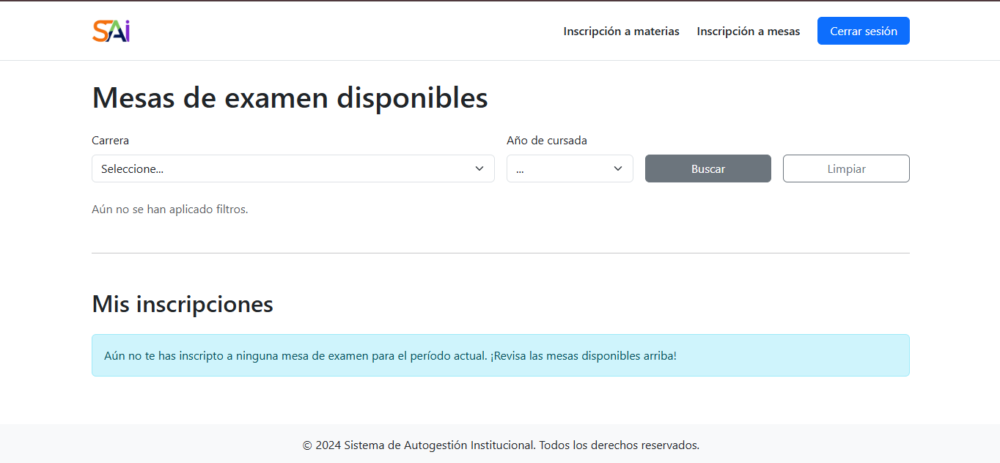 SAi
Inscripción a materias
Inscripción a mesas
Cerrar sesión
Mesas de examen disponibles
Carrera
Año de cursada
Seleccione...
...
Buscar
Limpiar
Aún no se han aplicado filtros.
Mis inscripciones
Aún no te has inscripto a ninguna mesa de examen para el período actual. ¡Revisa las mesas disponibles arriba!
© 2024 Sistema de Autogestión Institucional. Todos los derechos reservados.